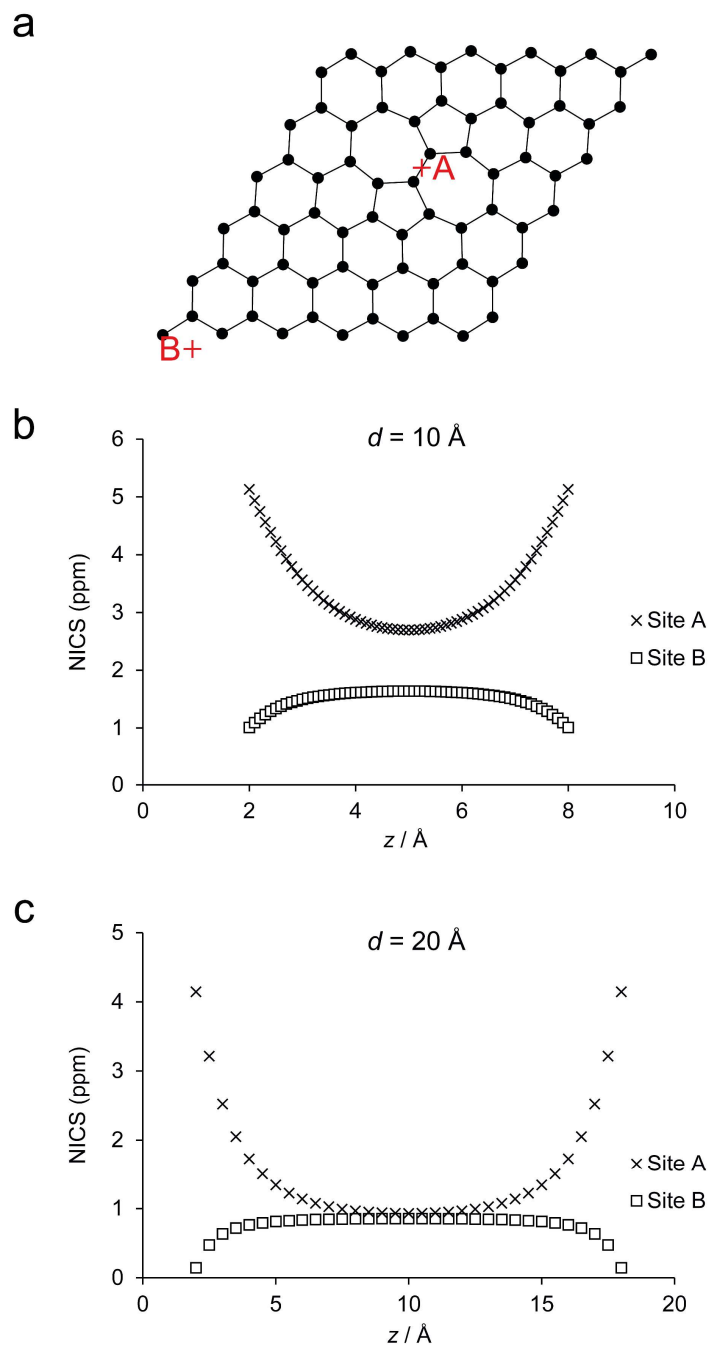 a
+A
B+
b
d = 10 Å
NICS (ppm)
6
5
4
3
2
1
0
0 2 4 6 8 10
z / Å
× Site A
□ Site B
c
d = 20 Å
NICS (ppm)
5
4
3
2
1
0
0 5 10 15 20
z / Å
× Site A
□ Site B